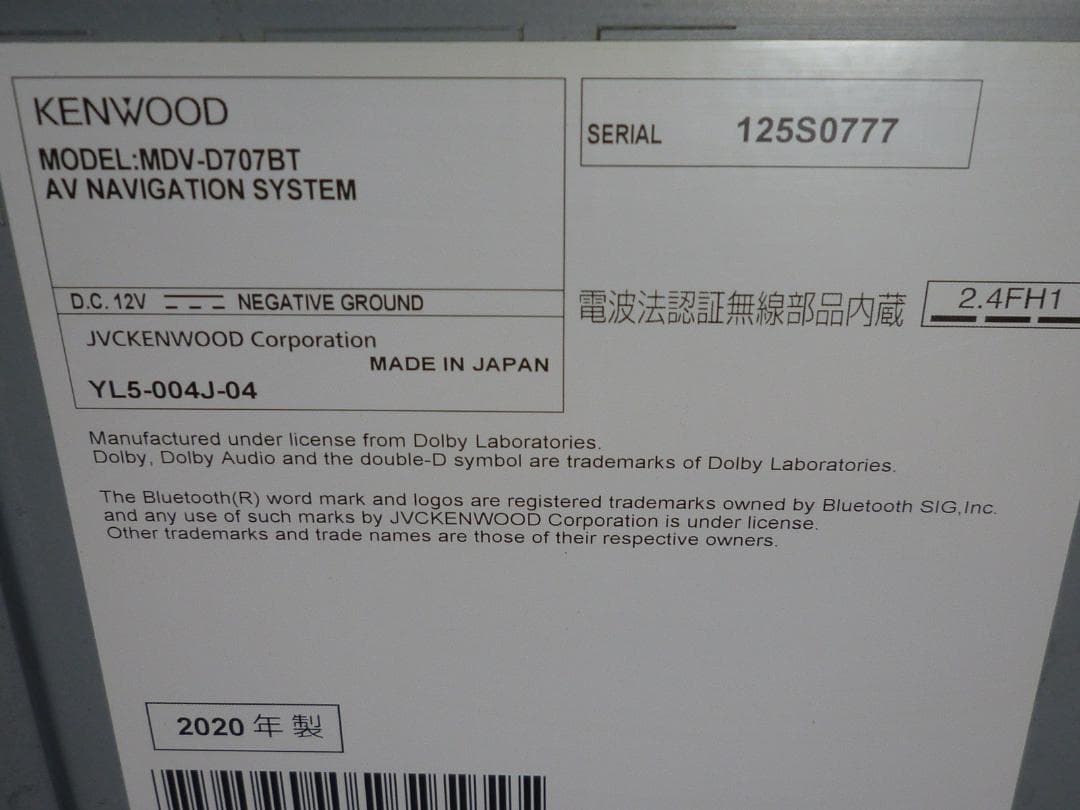 KENWOOD
MODEL:MDV-D707BT
AV NAVIGATION SYSTEM
SERIAL 125S0777
D.C. 12V NEGATIVE GROUND
電波法認証無線部品内蔵 2.4FH1
JVCKENWOOD Corporation
MADE IN JAPAN
YL5-004J-04
Manufactured under license from Dolby Laboratories.
Dolby, Dolby Audio and the double-D symbol are trademarks of Dolby Laboratories.
The Bluetooth(R) word mark and logos are registered trademarks owned by Bluetooth SIG,Inc.
and any use of such marks by JVCKENWOOD Corporation is under license.
Other trademarks and trade names are those of their respective owners.
2020 年 製